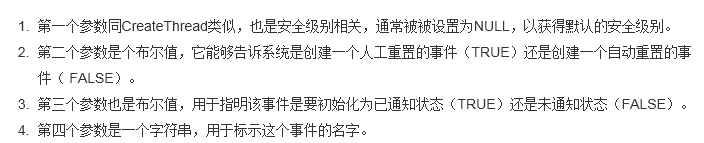 1. 第一个参数同CreateThread类似，也是安全级别相关，通常被被设置为NULL，以获得默认的安全级别。
2. 第二个参数是个布尔值，它能够告诉系统是创建一个人工重置的事件（TRUE）还是创建一个自动重置的事
件（ FALSE）。
3. 第三个参数也是布尔值，用于指明该事件是要初始化为已通知状态（TRUE）还是未通知状态（FALSE）。
4. 第四个参数是一个字符串，用于标示这个事件的名字。